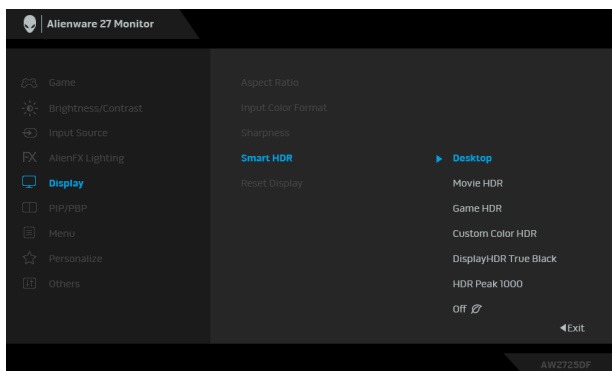 Alienware 27 Monitor
Game
Brightness/Contrast
Input Source
FX AlienFX Lighting
Display
PIP/PBP
Menu
Personalize
Others
Aspect Ratio
Input Color Format
Sharpness
Smart HDR
Reset Display
Desktop
Movie HDR
Game HDR
Custom Color HDR
DisplayHDR True Black
HDR Peak 1000
Off
Exit
AW2725DF